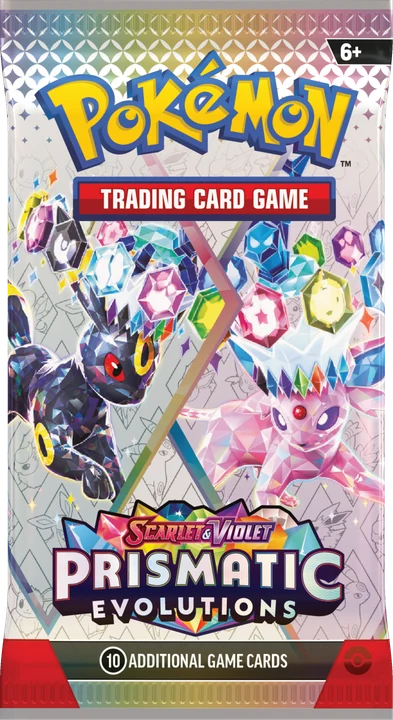 6+
POKéMON
TM
TRADING CARD GAME
SCARLET & VIOLET
PRISMATIC
EVOLUTIONS
10 ADDITIONAL GAME CARDS